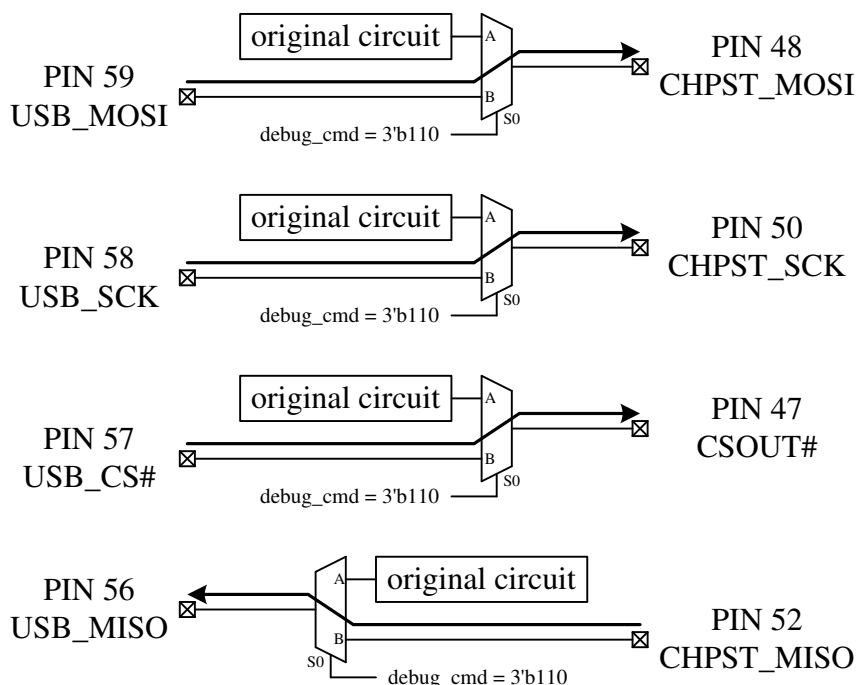 original circuit
A
PIN 59
USB_MOSI
B
S0
debug_cmd = 3'b110
PIN 48
CHPST_MOSI
original circuit
A
PIN 58
USB_SCK
B
S0
debug_cmd = 3'b110
PIN 50
CHPST_SCK
original circuit
A
PIN 57
USB_CS#
B
S0
debug_cmd = 3'b110
PIN 47
CSOUT#
PIN 56
USB_MISO
A
original circuit
B
S0
debug_cmd = 3'b110
PIN 52
CHPST_MISO